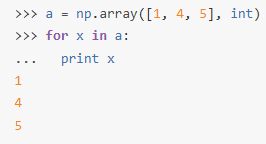 >>> a = np.array([1, 4, 5], int)
>>> for x in a:
...   print x
1
4
5